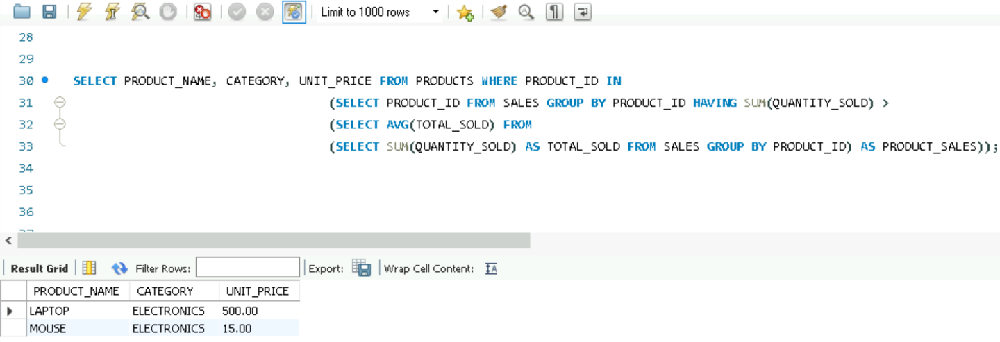 Limit to 1000 rows
28
29
30 SELECT PRODUCT_NAME, CATEGORY, UNIT_PRICE FROM PRODUCTS WHERE PRODUCT_ID IN
31 (SELECT PRODUCT_ID FROM SALES GROUP BY PRODUCT_ID HAVING SUM(QUANTITY_SOLD) >
32 (SELECT AVG(TOTAL_SOLD) FROM
33 (SELECT SUM(QUANTITY_SOLD) AS TOTAL_SOLD FROM SALES GROUP BY PRODUCT_ID) AS PRODUCT_SALES));
34
35
36
Result Grid Filter Rows: Export: Wrap Cell Content: IA
PRODUCT_NAME CATEGORY UNIT_PRICE
LAPTOP ELECTRONICS 500.00
MOUSE ELECTRONICS 15.00